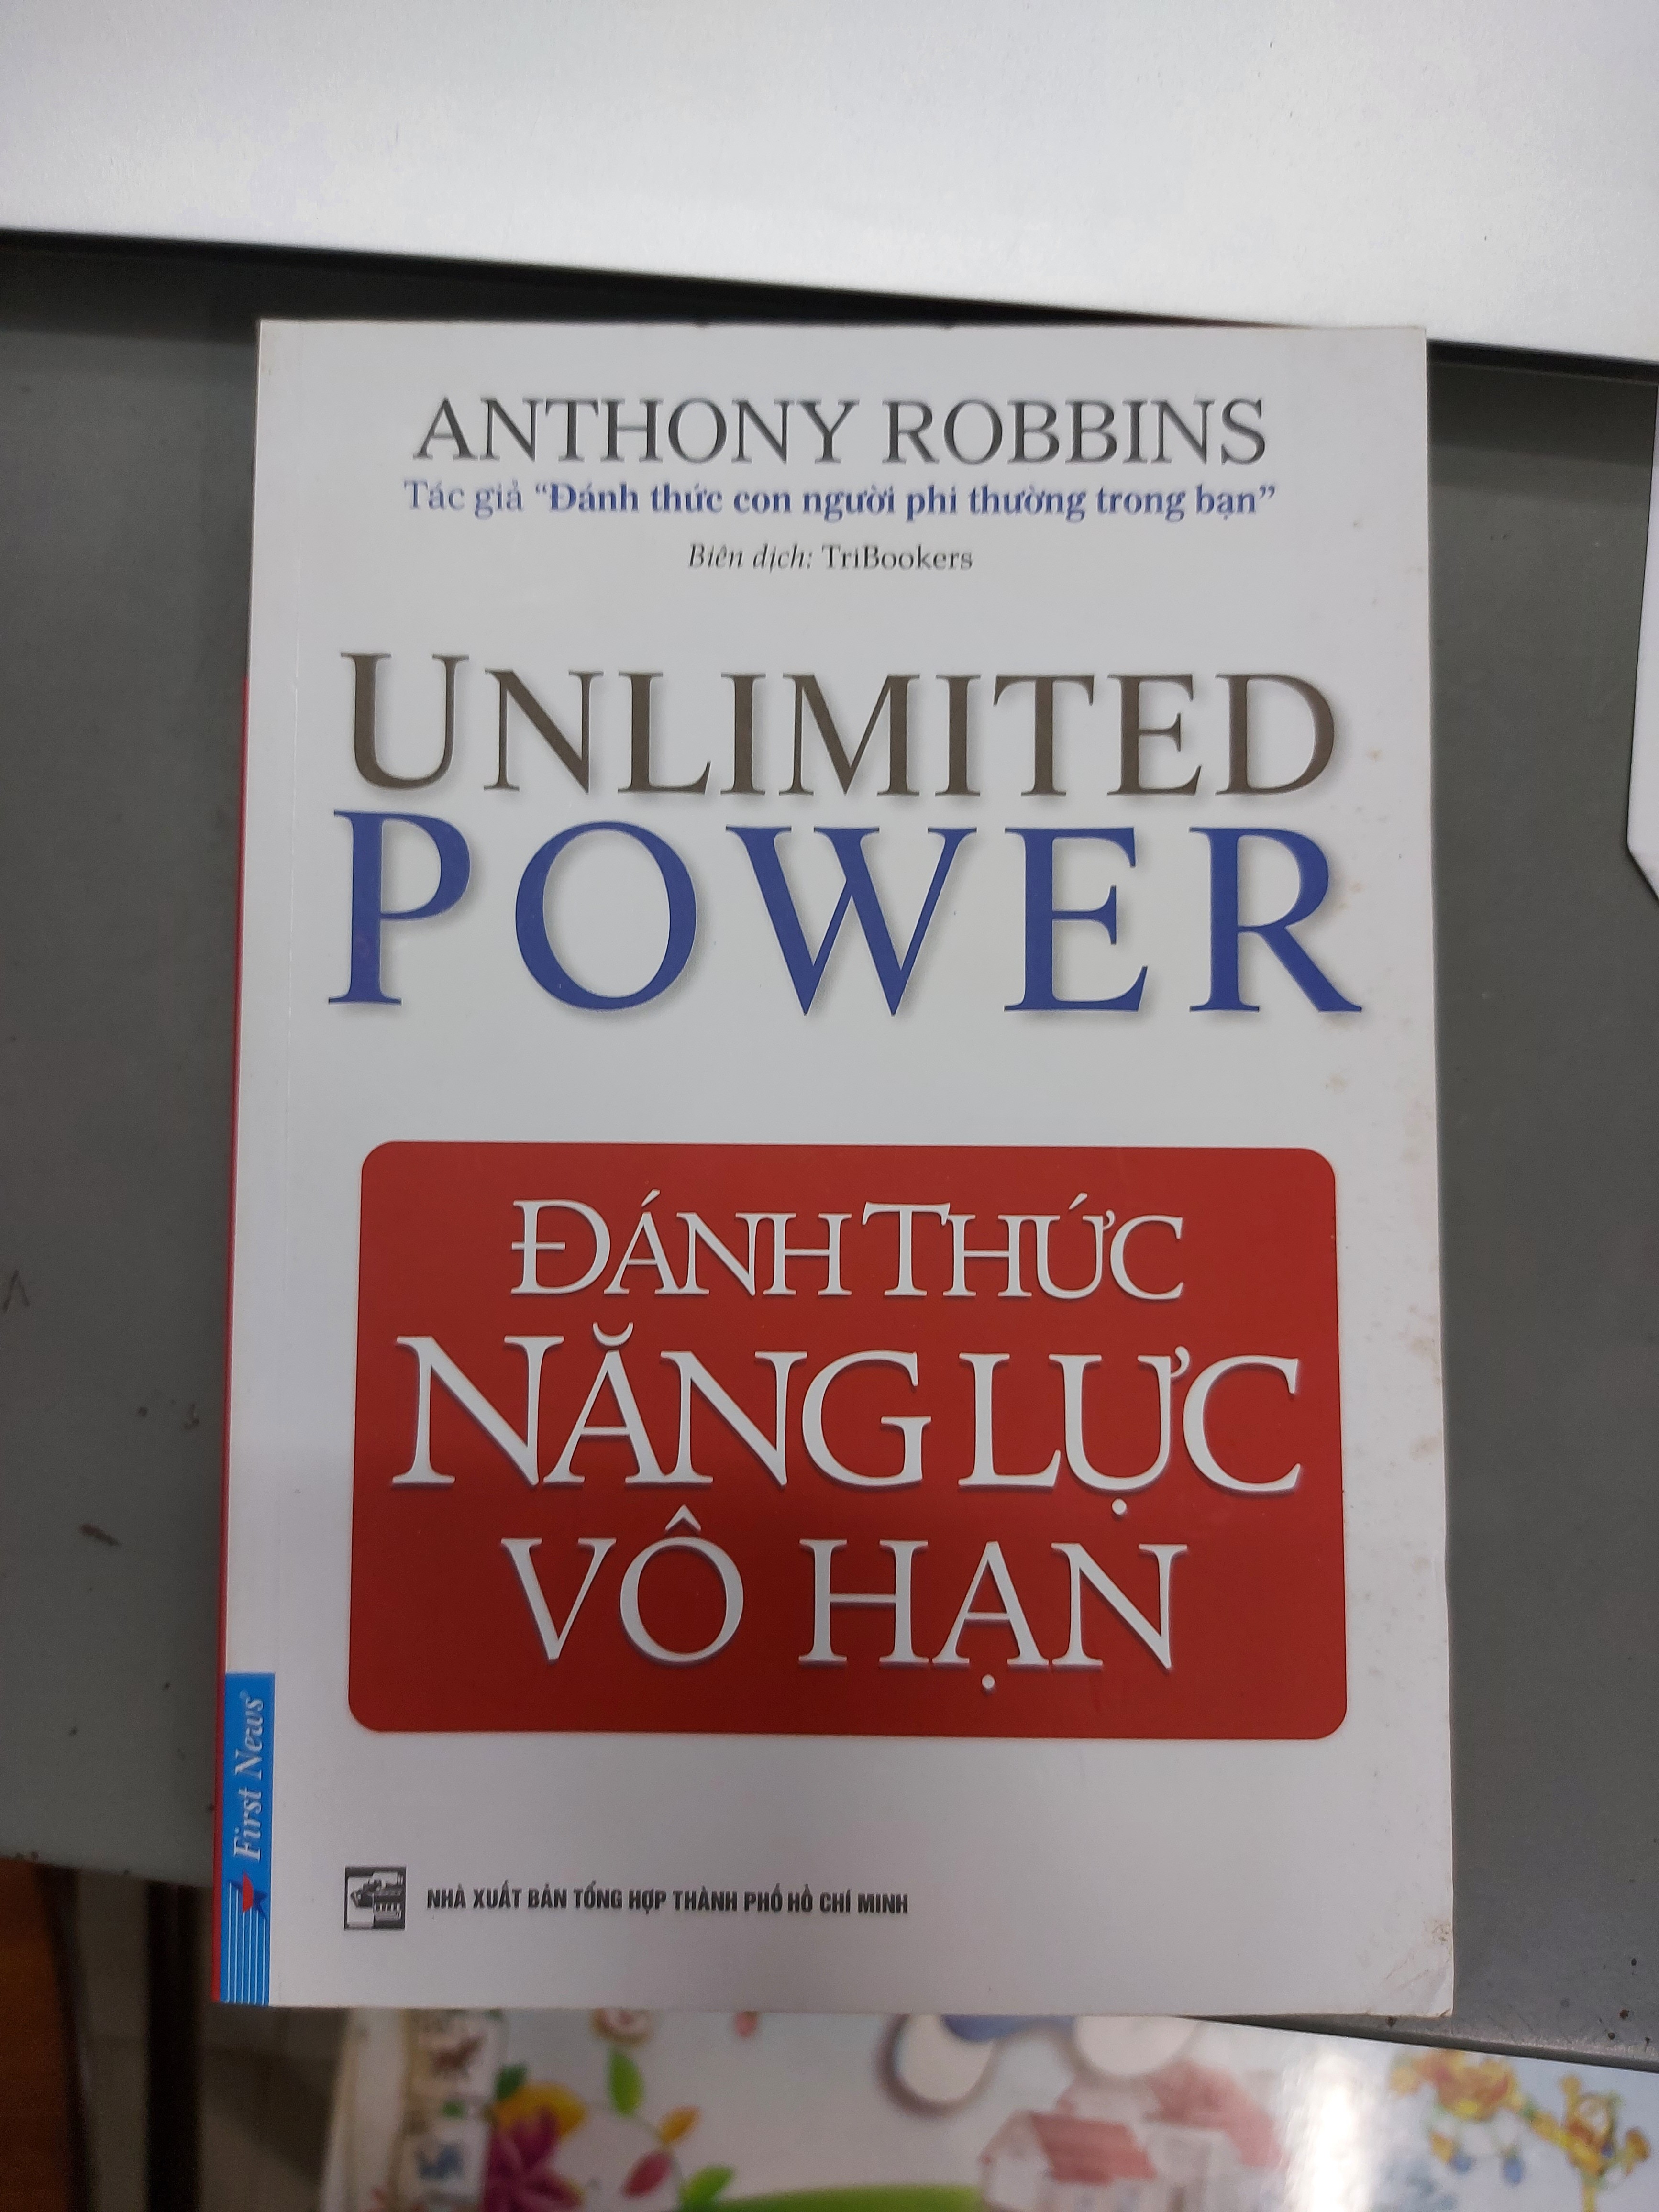 ANTHONY ROBBINS
Tác giả “Đánh thức con người phi thường trong bạn”
Biên dịch: TriBookers
UNLIMITED
POWER
ĐÁNH THỨC
NĂNG LỰC
VÔ HẠN
First News
NHÀ XUẤT BẢN TỔNG HỢP THÀNH PHỐ HỒ CHÍ MINH